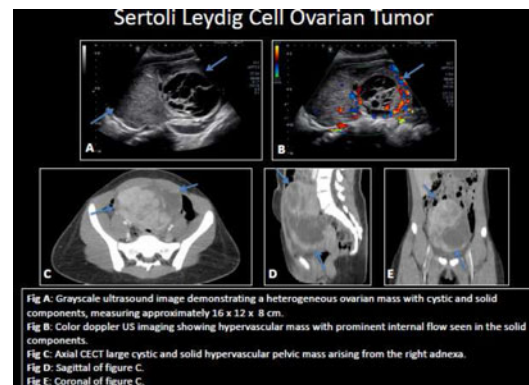 Sertoli Leydig Cell Ovarian Tumor
A
B
C
D
E
Fig A: Grayscale ultrasound image demonstrating a heterogeneous ovarian mass with cystic and solid
components, measuring approximately 16 x 12 x 8 cm.
Fig B: Color doppler US imaging showing hypervascular mass with prominent internal flow seen in the solid
components.
Fig C: Axial CECT large cystic and solid hypervascular pelvic mass arising from the right adnexa.
Fig D: Sagittal of figure C.
Fig E: Coronal of figure C.